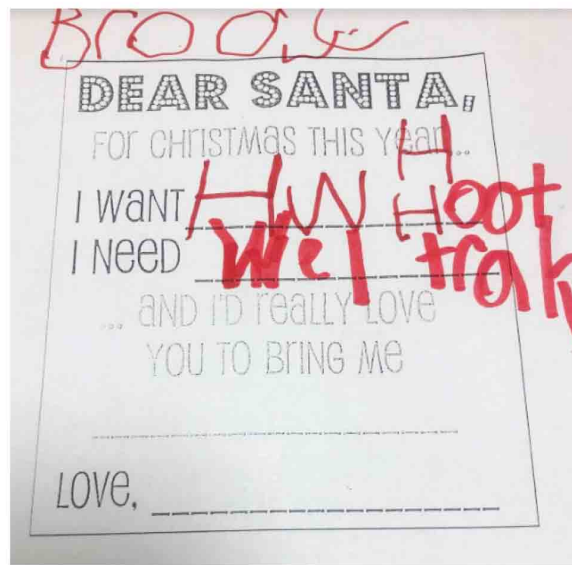 Brooke
DEAR SANTA,
FOR CHRISTMAS THIS YEAR...
H
I WANT HW Hoot
I NEED Wel trak
... AND I'D REALLY LOVE
YOU TO BRING ME
LOVE,